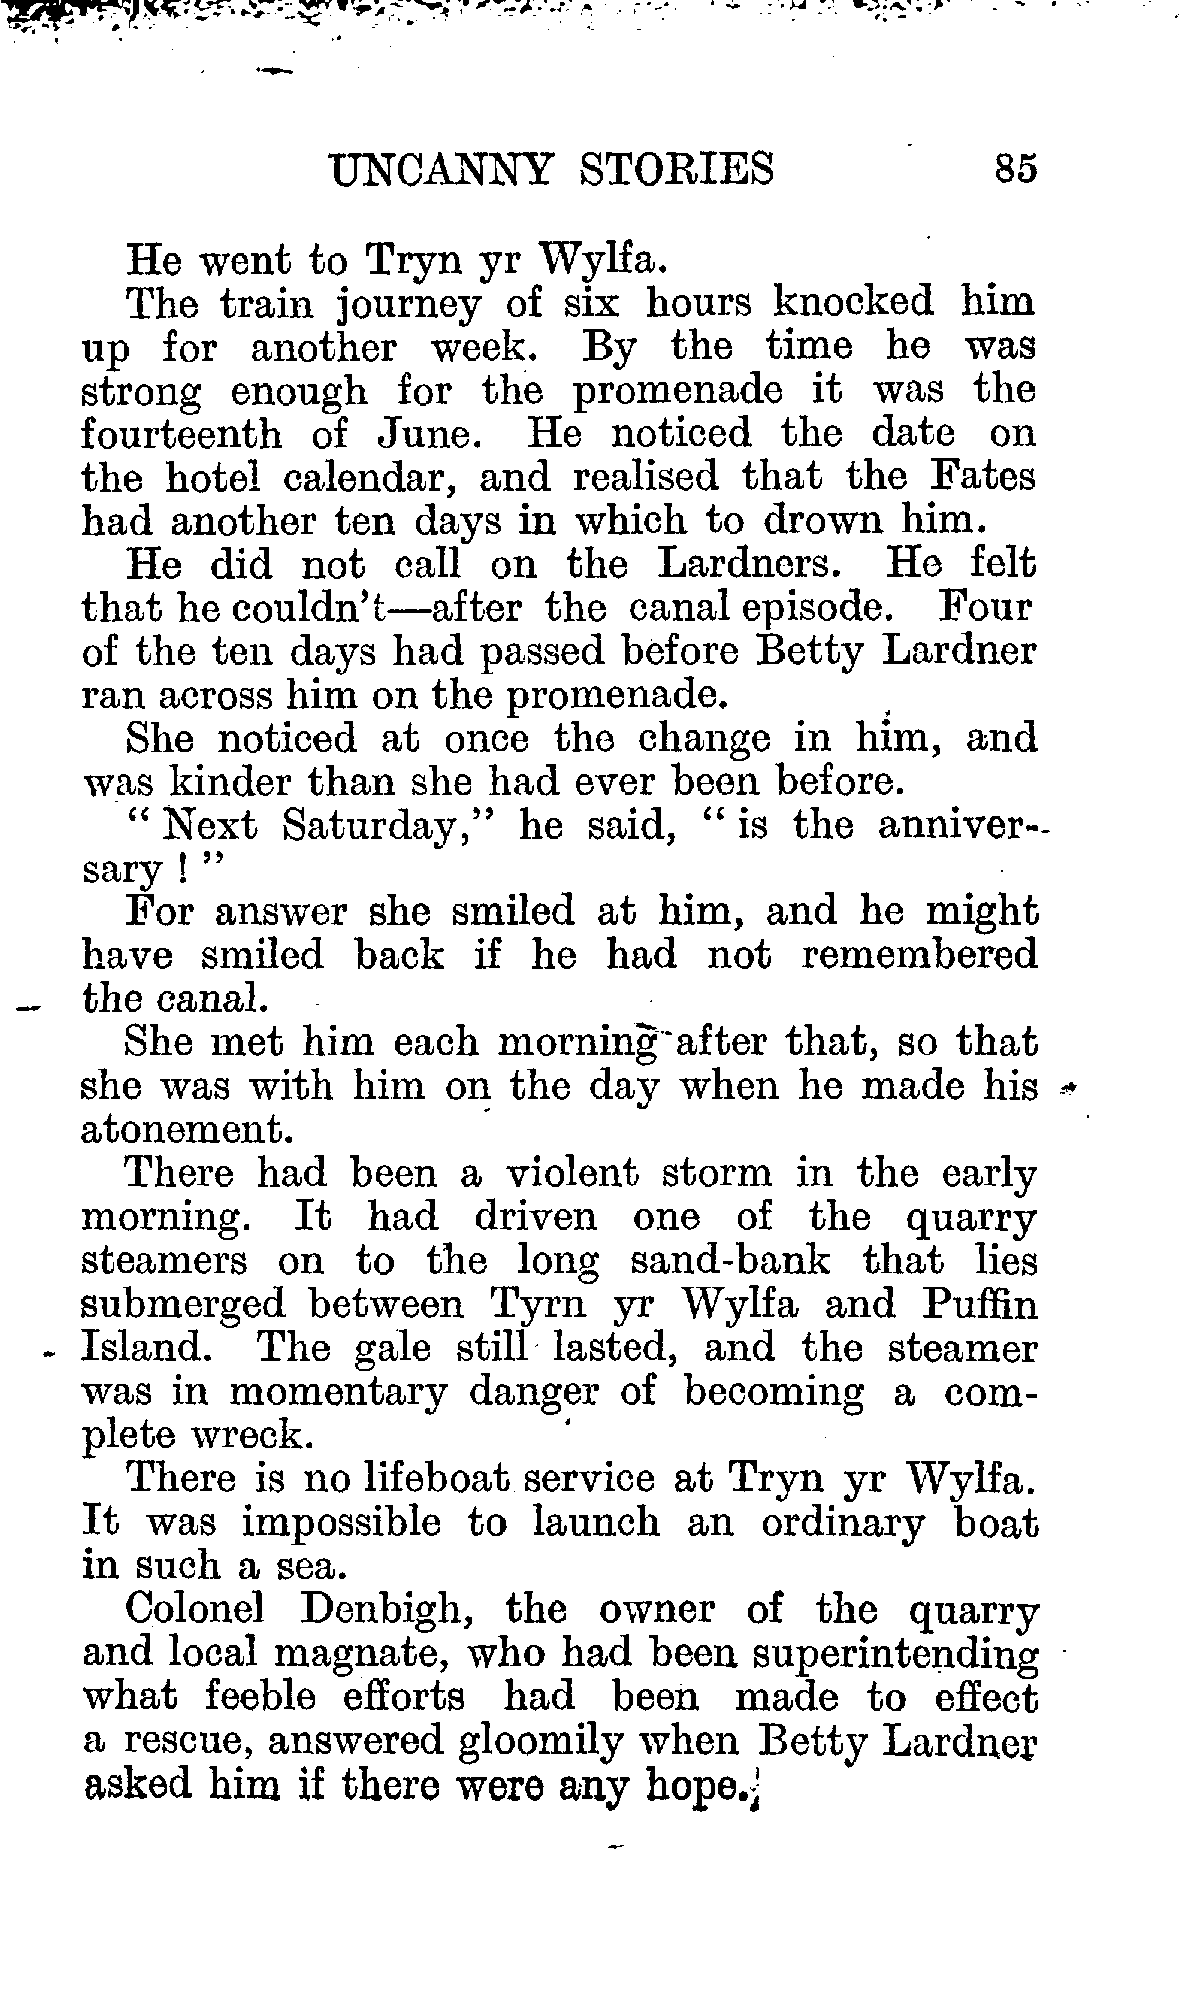 UNCANNY STORIES 85
He went to Tryn yr Wylfa.
The train journey of six hours knocked him
up for another week. By the time he was
strong enough for the promenade it was the
fourteenth of June. He noticed the date on
the hotel calendar, and realised that the Fates
had another ten days in which to drown him.
He did not call on the Lardners. He felt
that he couldn't—after the canal episode. Four
of the ten days had passed before Betty Lardner
ran across him on the promenade.
She noticed at once the change in him, and
was kinder than she had ever been before.
“ Next Saturday,” he said, “ is the anniver-
sary ! ”
For answer she smiled at him, and he might
have smiled back if he had not remembered
the canal.
She met him each morning after that, so that
she was with him on the day when he made his
atonement.
There had been a violent storm in the early
morning. It had driven one of the quarry
steamers on to the long sand-bank that lies
submerged between Tyrn yr Wylfa and Puffin
Island. The gale still lasted, and the steamer
was in momentary danger of becoming a com-
plete wreck.
There is no lifeboat service at Tryn yr Wylfa.
It was impossible to launch an ordinary boat
in such a sea.
Colonel Denbigh, the owner of the quarry
and local magnate, who had been superintending
what feeble efforts had been made to effect
a rescue, answered gloomily when Betty Lardner
asked him if there were any hope.